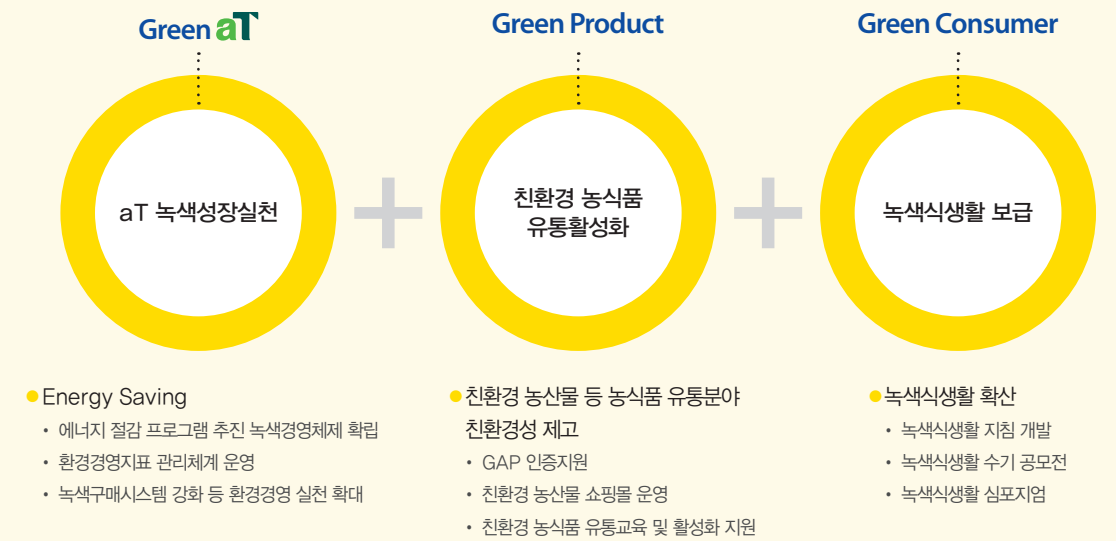 Green aT
aT 녹색성장실천
Energy Saving
• 에너지 절감 프로그램 추진 녹색경영체제 확립
• 환경경영지표 관리체계 운영
• 녹색구매시스템 강화 등 환경경영 실천 확대
+
Green Product
친환경 농식품
유통활성화
친환경 농산물 등 농식품 유통분야
친환경성 제고
• GAP 인증지원
• 친환경 농산물 쇼핑몰 운영
• 친환경 농식품 유통교육 및 활성화 지원
+
Green Consumer
녹색식생활 보급
녹색식생활 확산
• 녹색식생활 지침 개발
• 녹색식생활 수기 공모전
• 녹색식생활 심포지엄